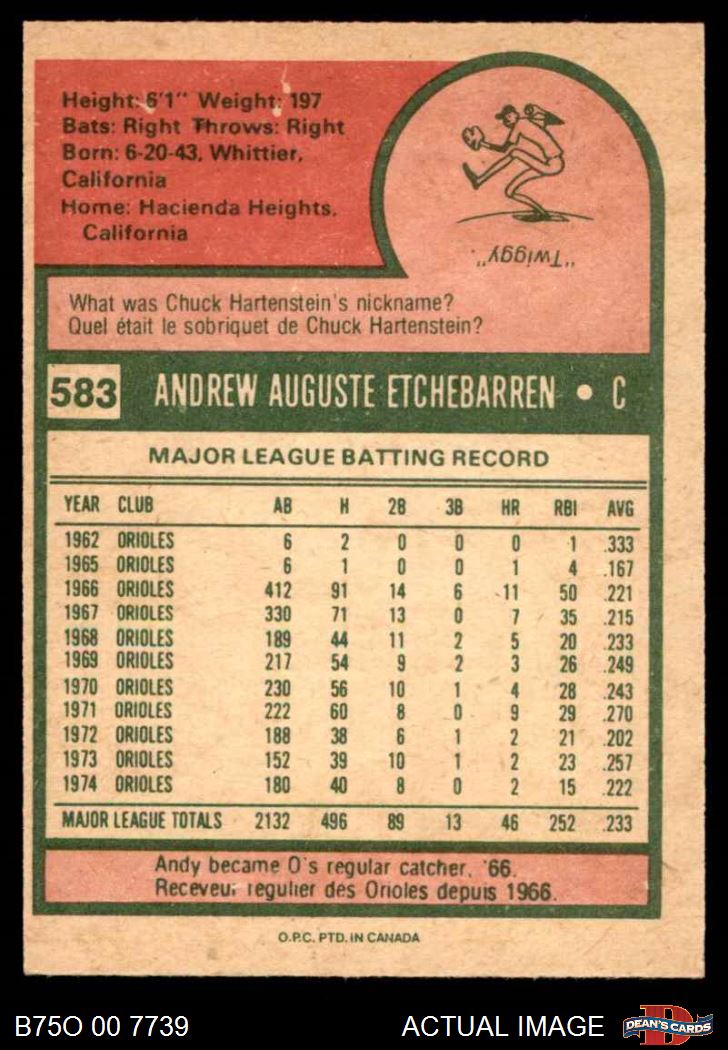 Height: 6'1" Weight: 197
Bats: Right Throws: Right
Born: 6-20-43, Whittier,
California
Home: Hacienda Heights,
California
"Twiggy".
What was Chuck Hartenstein's nickname?
Quel était le sobriquet de Chuck Hartenstein?
583 ANDREW AUGUSTE ETCHEBARREN • C
MAJOR LEAGUE BATTING RECORD
YEAR CLUB AB H 2B 3B HR RBI AVG
1962 ORIOLES 6 2 0 0 0 1 .333
1965 ORIOLES 6 1 0 0 1 4 .167
1966 ORIOLES 412 91 14 6 11 50 .221
1967 ORIOLES 330 71 13 0 7 35 .215
1968 ORIOLES 189 44 11 2 5 20 .233
1969 ORIOLES 217 54 9 2 3 26 .249
1970 ORIOLES 230 56 10 1 4 28 .243
1971 ORIOLES 222 60 8 0 9 29 .270
1972 ORIOLES 188 38 6 1 2 21 .202
1973 ORIOLES 152 39 10 1 2 23 .257
1974 ORIOLES 180 40 8 0 2 15 .222
MAJOR LEAGUE TOTALS 2132 496 89 13 46 252 .233
Andy became O's regular catcher, '66.
Receveur regulier des Orioles depuis 1966.
O.P.C. PTD. IN CANADA
B75O 00 7739 ACTUAL IMAGE D DEAN'S CARDS